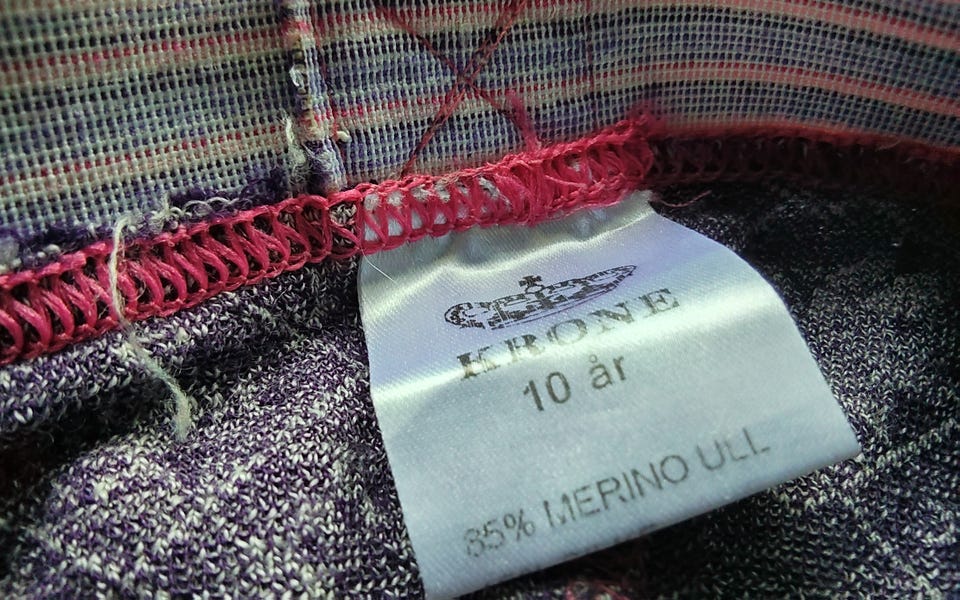 KRONE
10 år
85% MERINO ULL